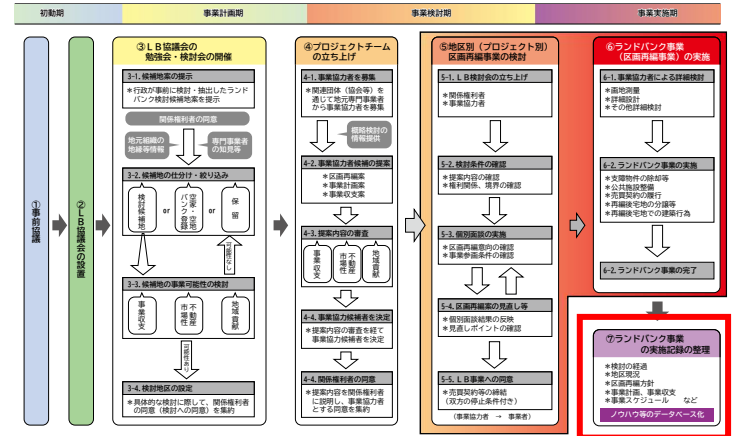 初動期
事業計画期
事業検討期
事業実施期
①事前協議
②LB協議会の設置
③LB協議会の
勉強会・検討会の開催
3-1. 候補地案の提示
＊行政が事前に検討・抽出したランド
バンク検討候補地案を提示
関係権利者の同意
地元組織の
地縁等情報
専門事業者
の知見等
3-2. 候補地の仕分け・絞り込み
検討候補地
or
空家・空地
バンク登録
or
保留
可能性なし
3-3. 候補地の事業可能性の検討
事業収支
不動産
市場性
地域貢献
可能性あり
3-4. 検討地区の設定
＊具体的な検討に際して、関係権利者
の同意（検討への同意）を集約
④プロジェクトチーム
の立ち上げ
4-1. 事業協力者を募集
＊関連団体（協会等）を
通じて地元専門事業者
から事業協力者を募集
概略検討の
情報提供
4-2. 事業協力者候補の提案
＊区画再編案
＊事業計画案
＊事業収支案
4-3. 提案内容の審査
事業収支
不動産
市場性
地域貢献
4-4. 事業協力候補者を決定
＊提案内容の審査を経て
事業協力候補者を決定
4-4. 関係権利者の同意
＊提案内容を関係権利者
に説明し、事業協力者
とする同意を集約
⑤地区別（プロジェクト別）
区画再編事業の検討
5-1. LB検討会の立ち上げ
＊関係権利者
＊事業協力者
5-2. 検討条件の確認
＊提案内容の確認
＊権利関係、境界の確認
5-3. 個別面談の実施
＊区画再編意向の確認
＊事業参画条件の確認
5-4. 区画再編案の見直し等
＊個別面談結果の反映
＊見直しポイントの確認
5-5. LB事業への同意
＊売買契約等の締結
（双方の停止条件付き）
（事業協力者 → 事業者）
⑥ランドバンク事業
（区画再編事業）の実施
6-1. 事業協力者による詳細検討
＊画地測量
＊詳細設計
＊その他詳細検討
6-2. ランドバンク事業の実施
＊支障物件の除却等
＊公共施設整備
＊売買契約の履行
＊再編後宅地の分譲等
＊再編後宅地での建築行為
6-2. ランドバンク事業の完了
⑦ランドバンク事業
の実施記録の整理
＊検討の経過
＊地区現況
＊区画再編方針
＊事業計画、事業収支
＊事業スケジュール など
ノウハウ等のデータベース化